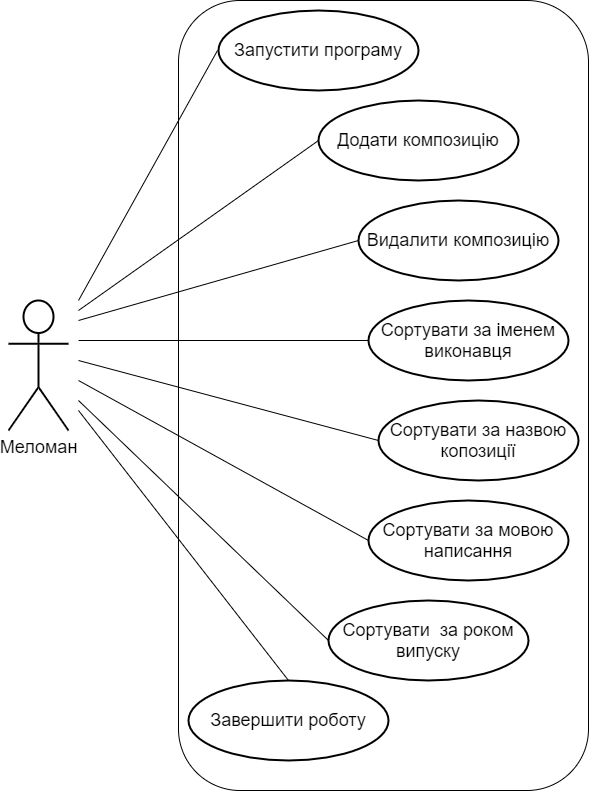 Запустити програму
Додати композицію
Видалити композицію
Сортувати за іменем
виконавця
Меломан
Сортувати за назвою
копозиції
Сортувати за мовою
написання
Сортувати за роком
випуску
Завершити роботу